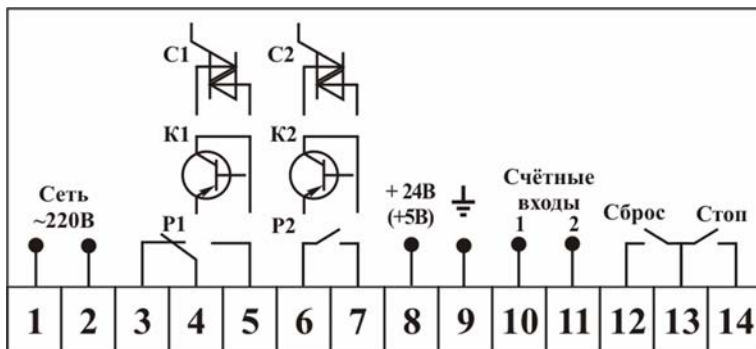 С1 С2
К1 К2
Сеть
~220В
Р1 Р2
+ 24В
(+5В)
Счётные
входы
1 2
Сброс Стоп
1 2 3 4 5 6 7 8 9 10 11 12 13 14